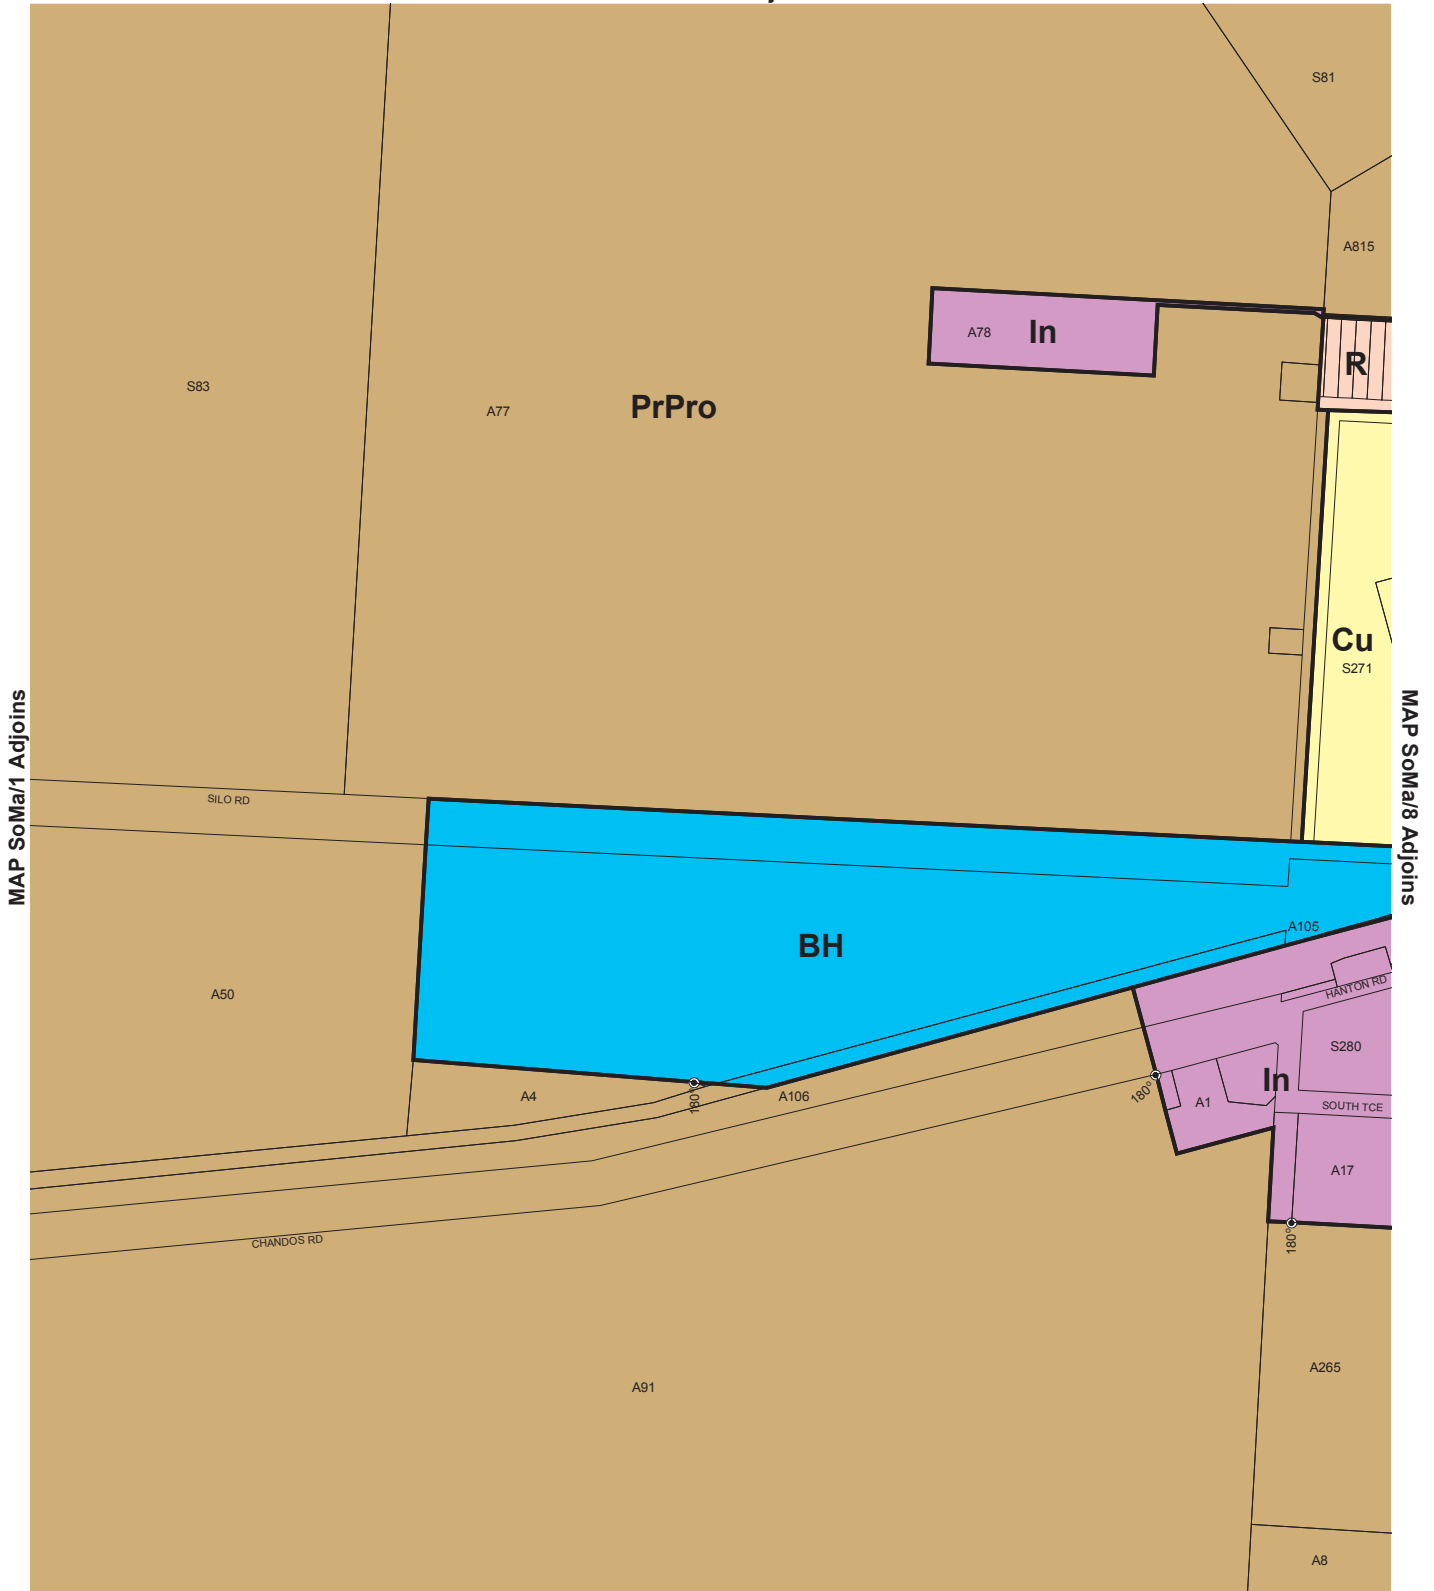 S81
A815
A78
In
R
S83
A77
PrPro
Cu
S271
MAP SoMa/1 Adjoins
MAP SoMa/8 Adjoins
SILO RD
A105
BH
HANTON RD
A50
S280
In
180°
180°
A4
A106
A1
SOUTH TCE
A17
CHANDOS RD
180°
A265
A91
A8